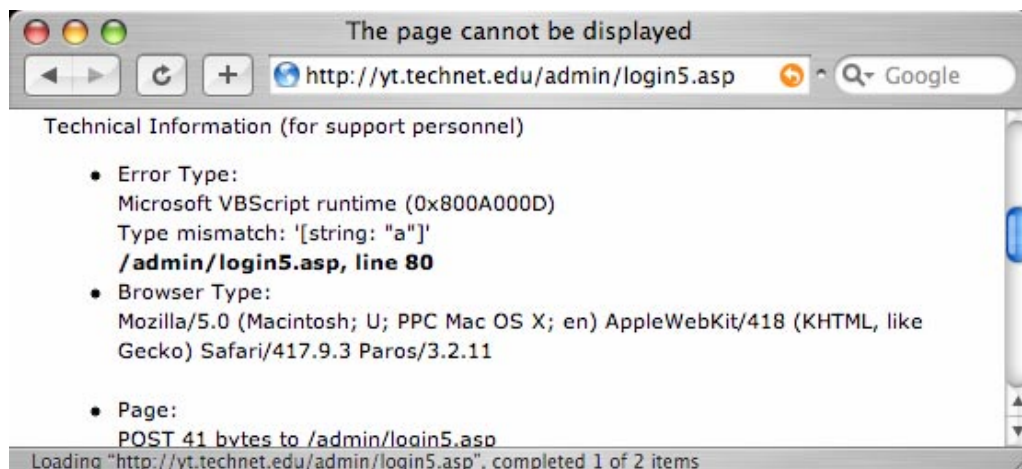 The page cannot be displayed
http://yt.technet.edu/admin/login5.asp
Google
Technical Information (for support personnel)
• Error Type:
Microsoft VBScript runtime (0x800A000D)
Type mismatch: '[string: "a"]'
/admin/login5.asp, line 80
• Browser Type:
Mozilla/5.0 (Macintosh; U; PPC Mac OS X; en) AppleWebKit/418 (KHTML, like
Gecko) Safari/417.9.3 Paros/3.2.11
• Page:
POST 41 bytes to /admin/login5.asp
Loading "http://yt.technet.edu/admin/login5.asp", completed 1 of 2 items